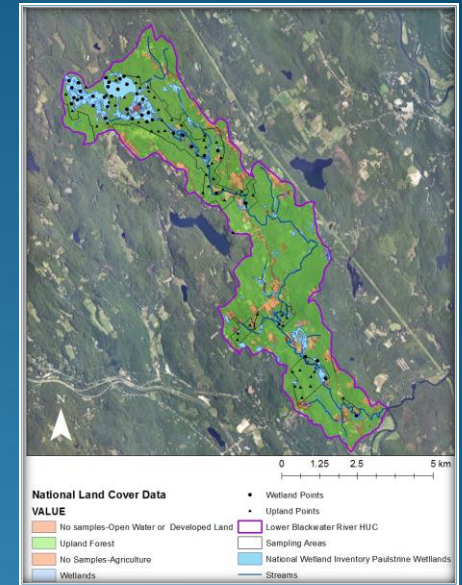 0 1.25 2.5 5 km
National Land Cover Data
VALUE
No samples-Open Water or Developed Land
Upland Forest
No Samples-Agriculture
Wetlands
Wetland Points
Upland Points
Lower Blackwater River HUC
Sampling Areas
National Wetland Inventory Paulstrine Westlands
Streams